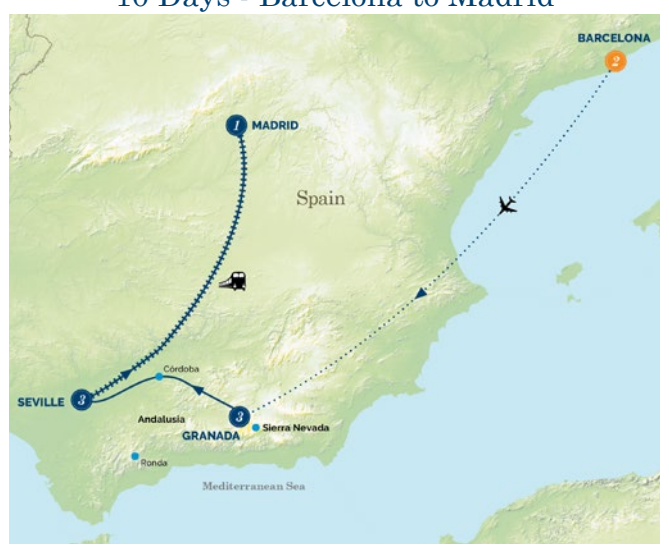 10 Days - Barcelona to Madrid
BARCELONA
2
1 MADRID
Spain
Córdoba
SEVILLE 3
Andalusia
3
GRANADA
Sierra Nevada
Ronda
Mediterranean Sea